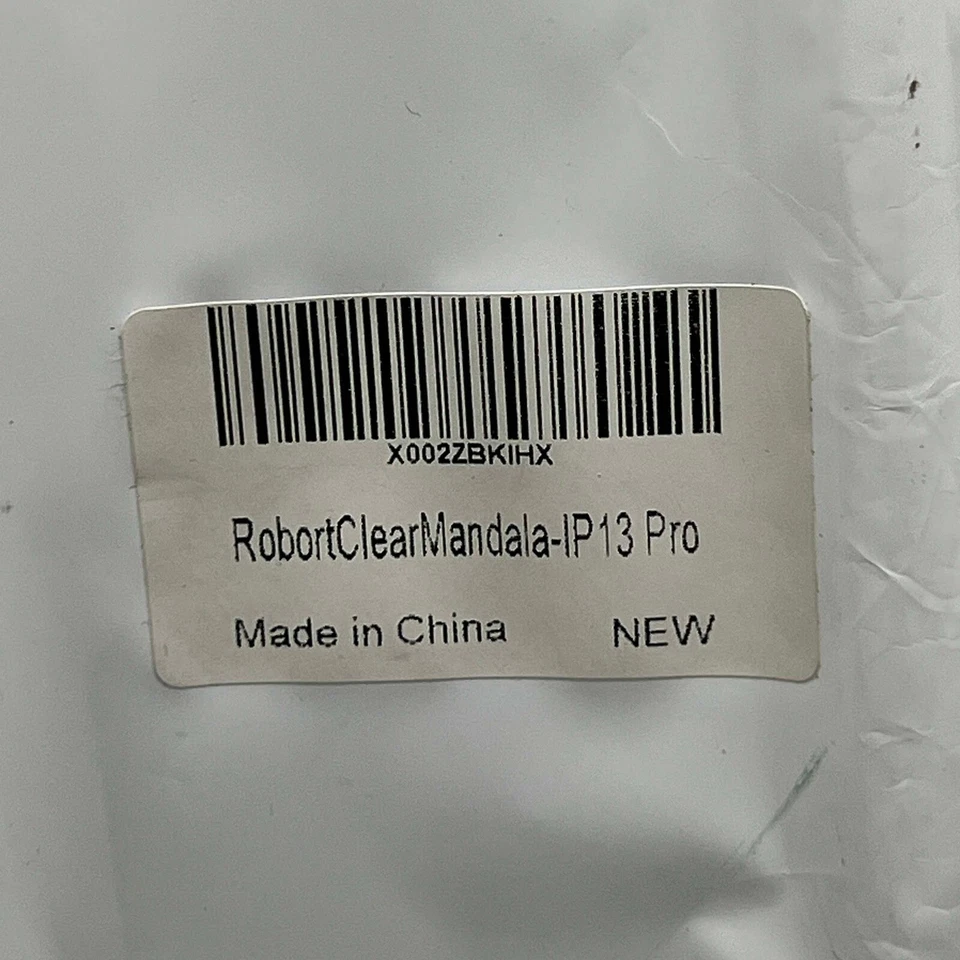 X002ZBKIHX
RobortClearMandala-IP13 Pro
Made in China NEW